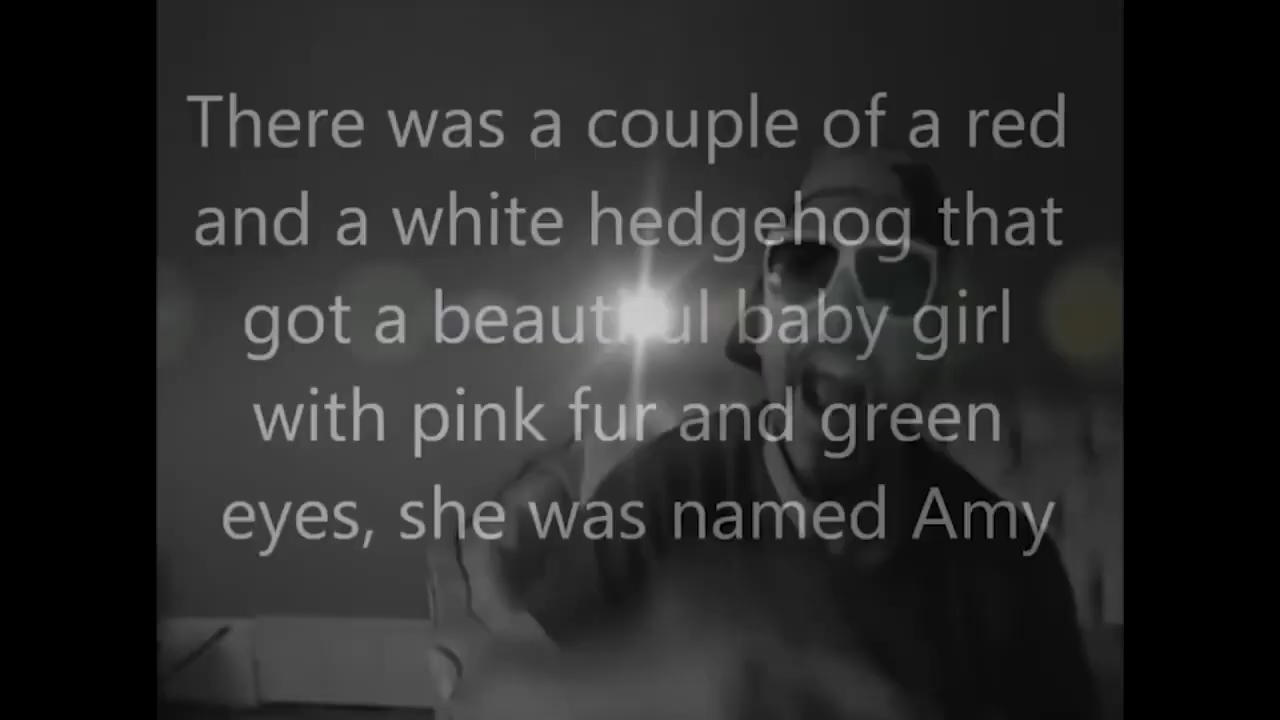 There was a couple of a red
and a white hedgehog that
got a beautiful baby girl
with pink fur and green
eyes, she was named Amy